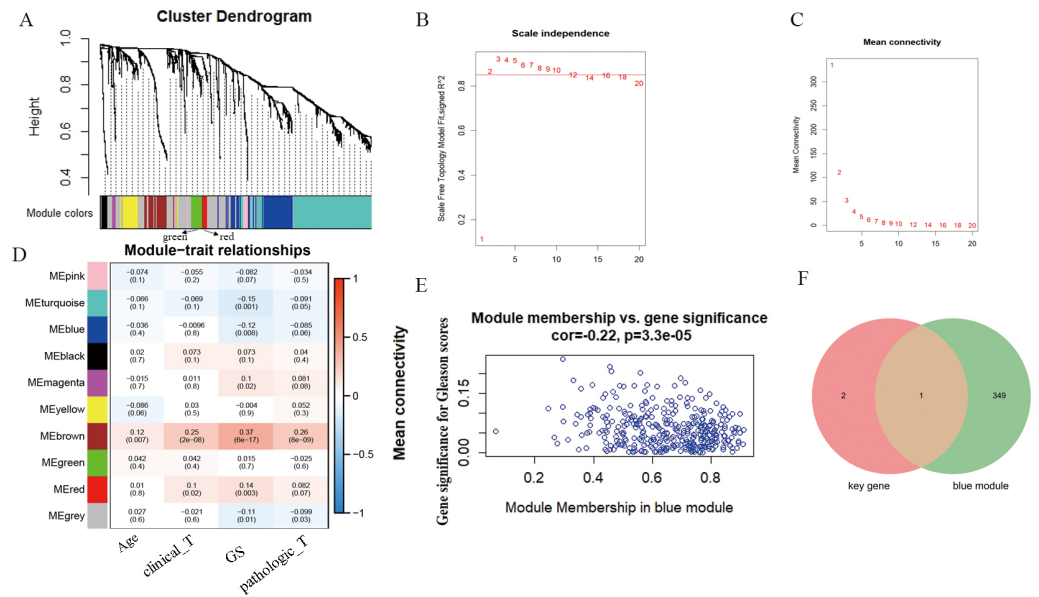 A
Cluster Dendrogram
Height
1.0
0.8
0.6
0.4
Module colors
green
red
B
Scale independence
Scale Free Topology Model Fit,signed R^2
0.8
0.6
0.4
0.2
1
2
3
4
5
6
7
8
9
10
12
14
16
18
20
5
10
15
20
C
Mean connectivity
Mean Connectivity
300
250
200
150
100
50
0
1
2
3
4
5
6
7
8
9
10
12
14
16
18
20
5
10
15
20
D
Module−trait relationships
MEpink
−0.074 −0.055 −0.082 −0.034
(0.1) (0.2) (0.07) (0.5)
MEturquoise
−0.066 −0.069 −0.15 −0.091
(0.1) (0.1) (0.001) (0.05)
MEblue
−0.036 −0.0096 −0.12 −0.085
(0.4) (0.8) (0.008) (0.06)
MEblack
0.02 0.073 0.073 0.04
(0.7) (0.1) (0.1) (0.4)
MEmagenta
−0.015 0.011 0.1 0.081
(0.7) (0.8) (0.02) (0.08)
MEyellow
−0.086 0.03 −0.004 0.052
(0.06) (0.5) (0.9) (0.3)
MEbrown
0.12 0.25 0.37 0.26
(0.007) (2e−08) (6e−17) (8e−09)
MEgreen
0.042 0.042 0.015 −0.025
(0.4) (0.4) (0.7) (0.6)
MEred
0.01 0.1 0.14 0.082
(0.8) (0.02) (0.003) (0.07)
MEgrey
0.027 −0.021 −0.11 −0.099
(0.6) (0.6) (0.01) (0.03)
Age
clinical_T
GS
pathologic_T
1
0.5
0
−0.5
−1
Mean connectivity
E
Module membership vs. gene significance
cor=-0.22, p=3.3e-05
Gene significance for Gleason scores
0.15
0.00
0.2
0.4
0.6
0.8
Module Membership in blue module
F
2
1
349
key gene
blue module